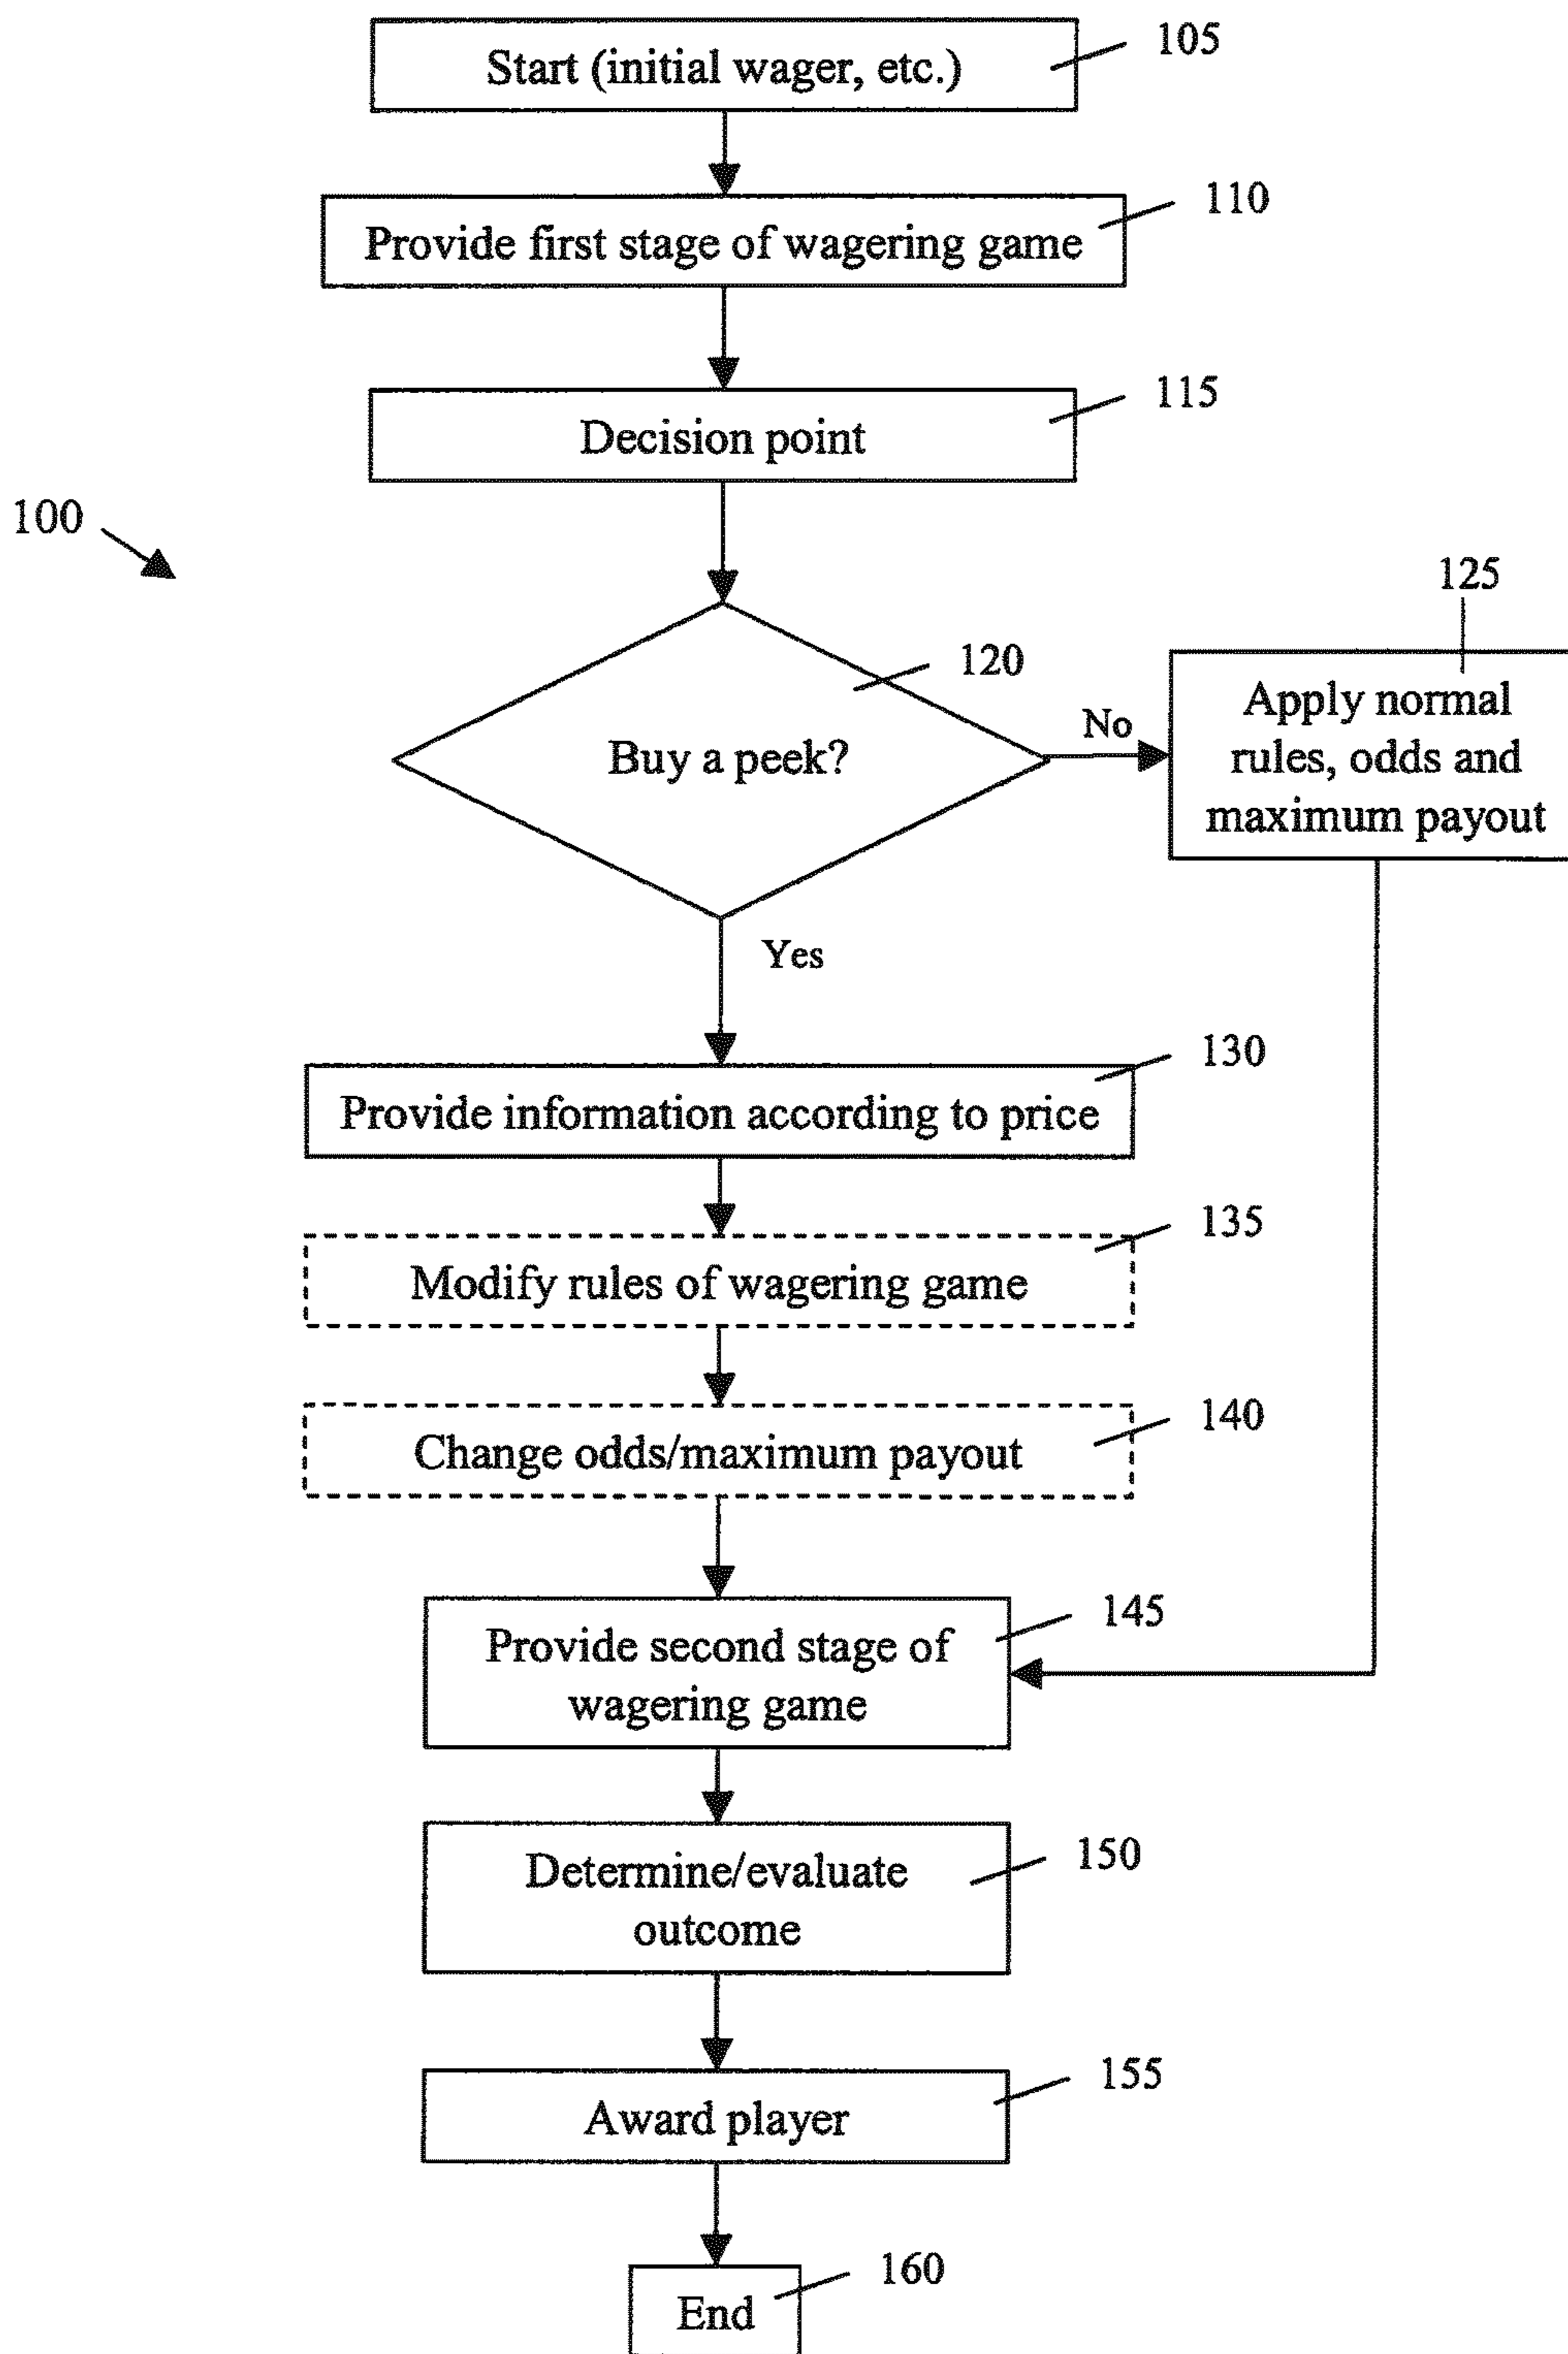 Start (initial wager, etc.)
105
Provide first stage of wagering game
110
Decision point
115
100
Buy a peek?
120
No
125
Apply normal
rules, odds and
maximum payout
Yes
Provide information according to price
130
Modify rules of wagering game
135
Change odds/maximum payout
140
Provide second stage of
wagering game
145
Determine/evaluate
outcome
150
Award player
155
End
160